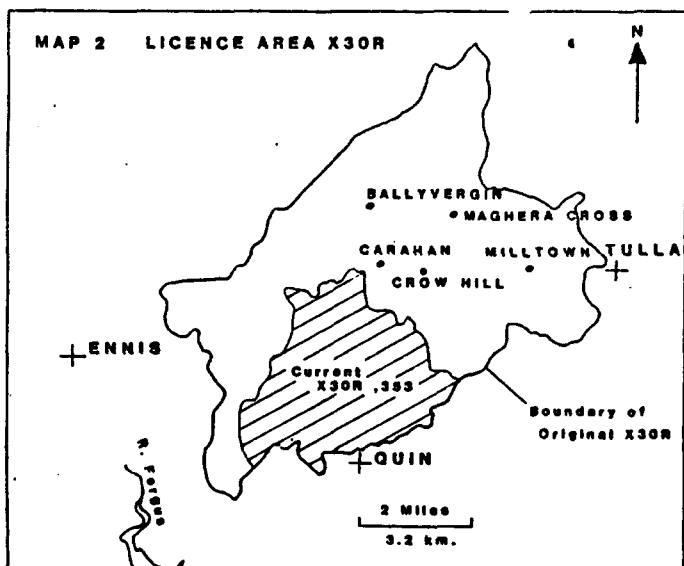 MAP 2 LICENCE AREA X30R
N
BALLYVERGIN
MAGHERA CROSS
CARAHAN
MILLTOWN
TULLA
CROW HILL
ENNIS
Current
X30R ,353
Boundary of
Original X30R
QUIN
R. Fergus
2 Miles
3.2 km.